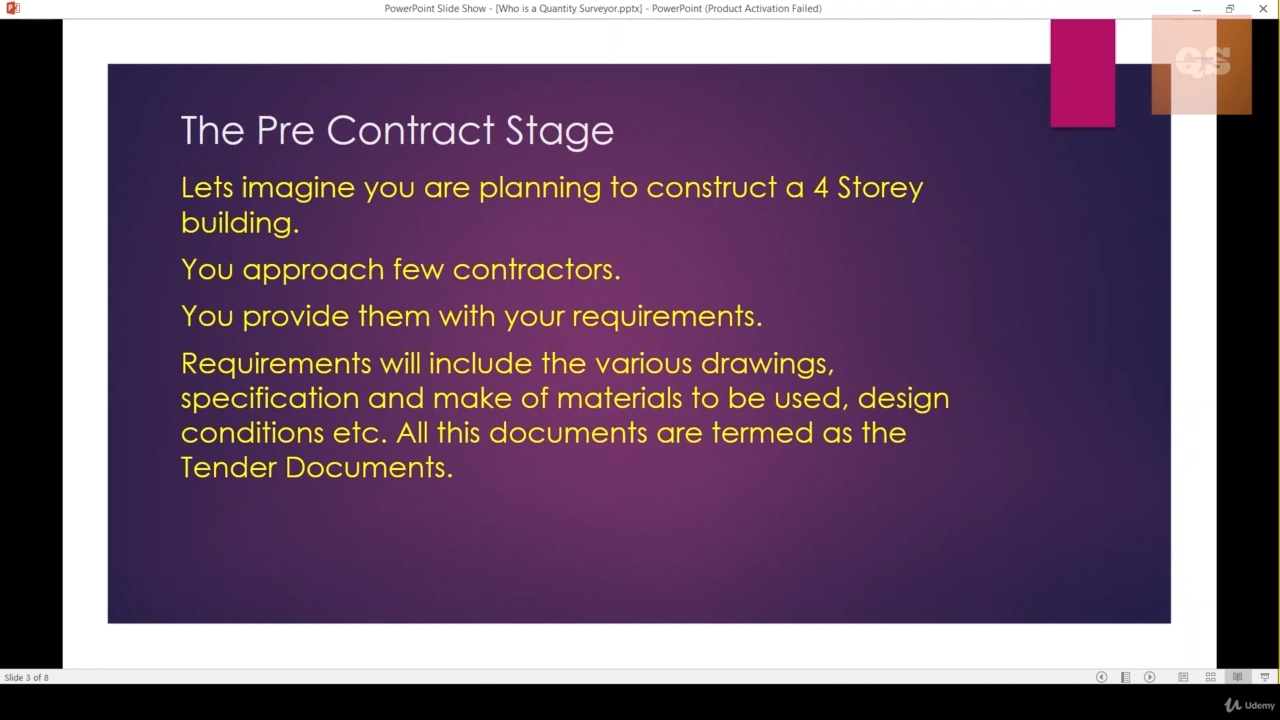 PowerPoint Slide Show - [Who is a Quantity Surveyor.pptx] - PowerPoint (Product Activation Failed)
QS
The Pre Contract Stage
Lets imagine you are planning to construct a 4 Storey
building.
You approach few contractors.
You provide them with your requirements.
Requirements will include the various drawings,
specification and make of materials to be used, design
conditions etc. All this documents are termed as the
Tender Documents.
Slide 3 of 8
Udemy